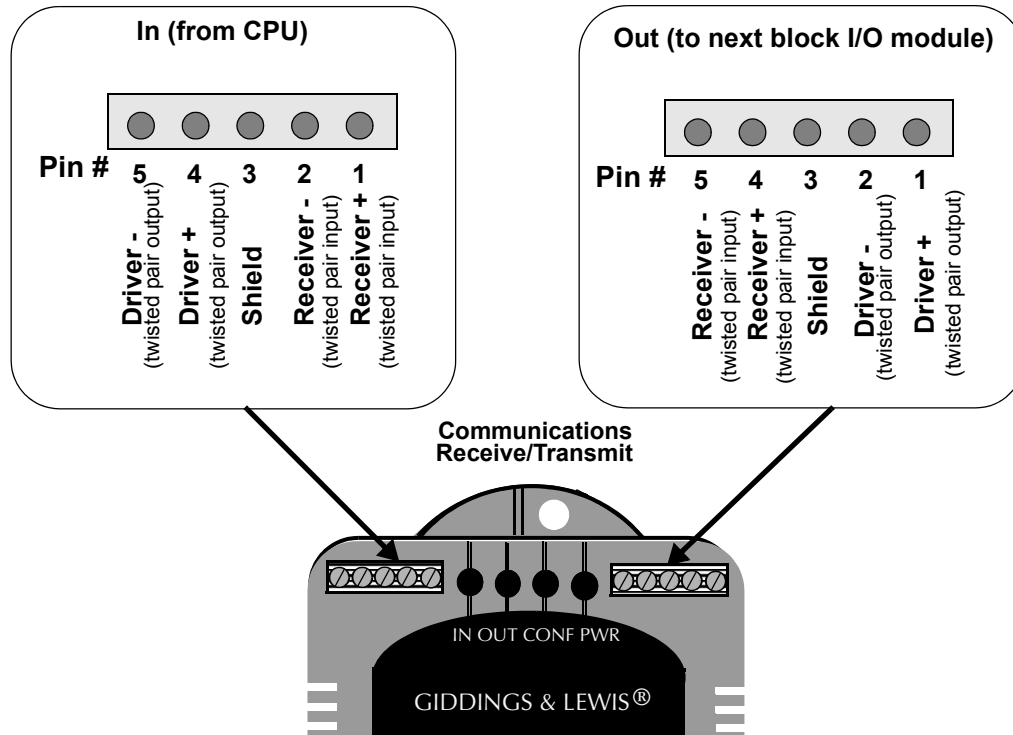 In (from CPU)
Pin # 5 4 3 2 1
Driver -
(twisted pair output)
Driver +
(twisted pair output)
Shield
Receiver -
(twisted pair input)
Receiver +
(twisted pair input)
Out (to next block I/O module)
Pin # 5 4 3 2 1
Receiver -
(twisted pair input)
Receiver +
(twisted pair input)
Shield
Driver -
(twisted pair output)
Driver +
(twisted pair output)
Communications
Receive/Transmit
IN OUT CONF PWR
GIDDINGS & LEWIS®